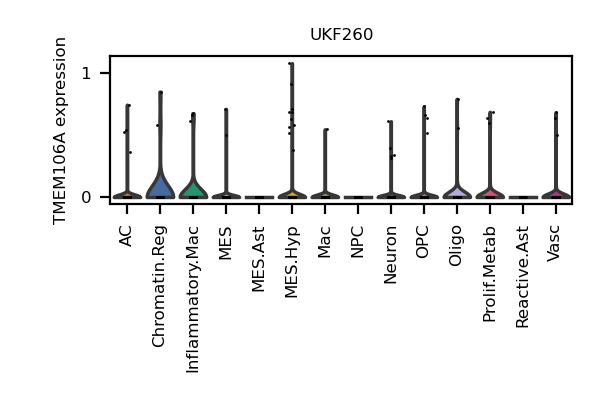 UKF260
TMEM106A expression
1
0
AC
Chromatin.Reg
Inflammatory.Mac
MES
MES.Ast
MES.Hyp
Mac
NPC
Neuron
OPC
Oligo
Prolif.Metab
Reactive.Ast
Vasc